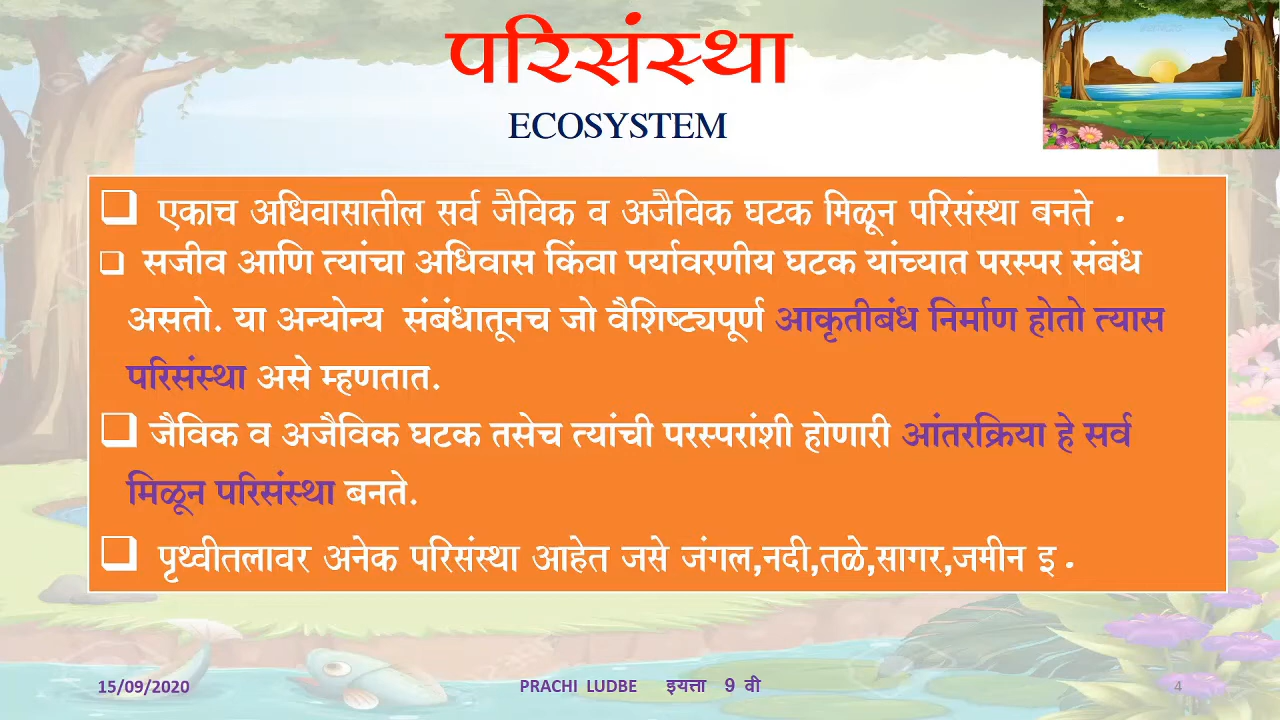 परिसंस्था
ECOSYSTEM
❑ एकाच अधिवासातील सर्व जैविक व अजैविक घटक मिळून परिसंस्था बनते .
❑ सजीव आणि त्यांचा अधिवास किंवा पर्यावरणीय घटक यांच्यात परस्पर संबंध
असतो. या अन्योन्य संबंधातूनच जो वैशिष्ट्यपूर्ण आकृतीबंध निर्माण होतो त्यास
परिसंस्था असे म्हणतात.
❑ जैविक व अजैविक घटक तसेच त्यांची परस्परांशी होणारी आंतरक्रिया हे सर्व
मिळून परिसंस्था बनते.
❑ पृथ्वीतलावर अनेक परिसंस्था आहेत जसे जंगल,नदी,तळे,सागर,जमीन इ .
15/09/2020 PRACHI LUDBE इयत्ता 9 वी 4